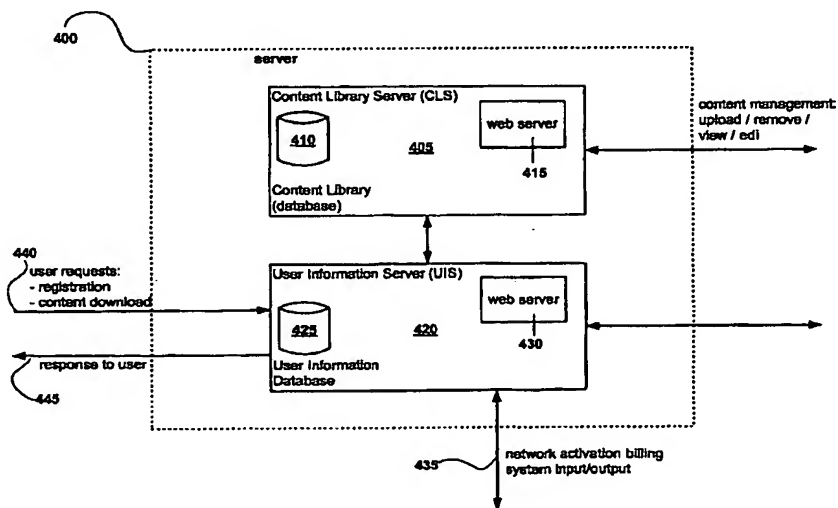 400
server
Content Library Server (CLS)
410
405
web server
415
Content Library
(database)
content management:
upload / remove /
view / edi
440
user requests:
- registration
- content download
User Information Server (UIS)
425
420
web server
430
User Information
Database
response to user
445
435
network activation billing
system input/output